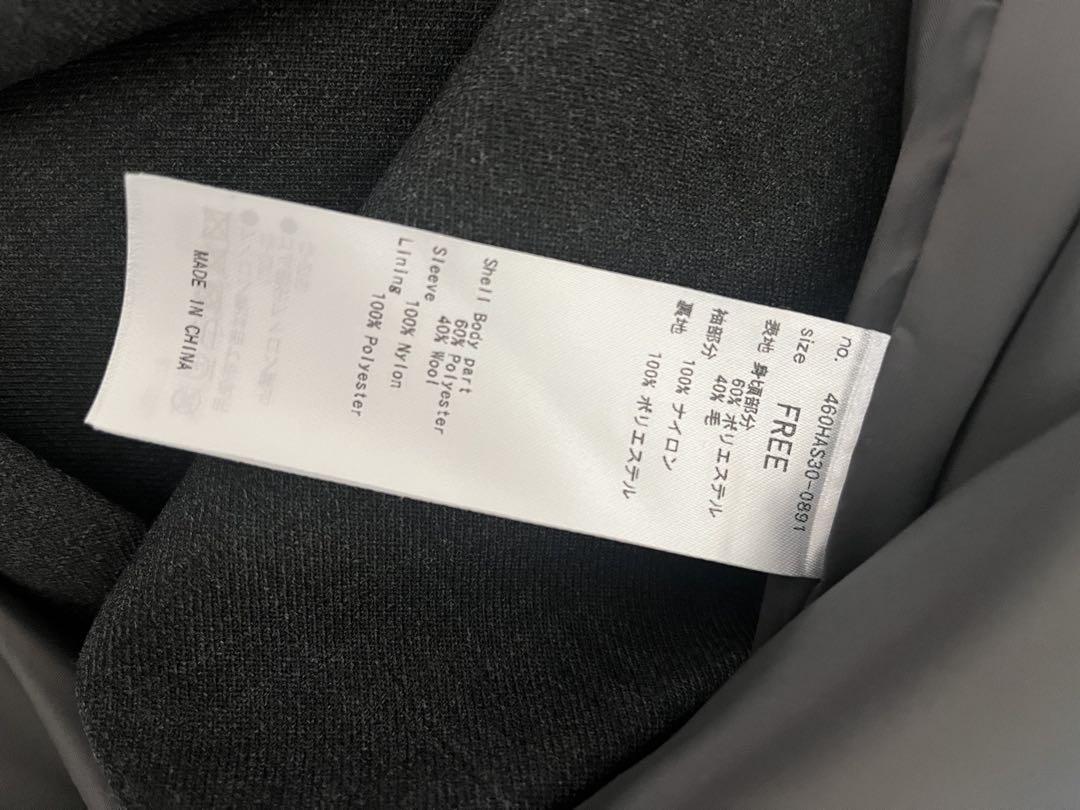 no. 460HAS30-0891
size FREE
表地 身頃部分
60% ポリエステル
40% 毛
袖部分
100% ナイロン
裏地
100% ポリエステル
Shell Body part
60% Polyester
40% Wool
Sleeve
100% Nylon
Lining
100% Polyester
MADE IN CHINA